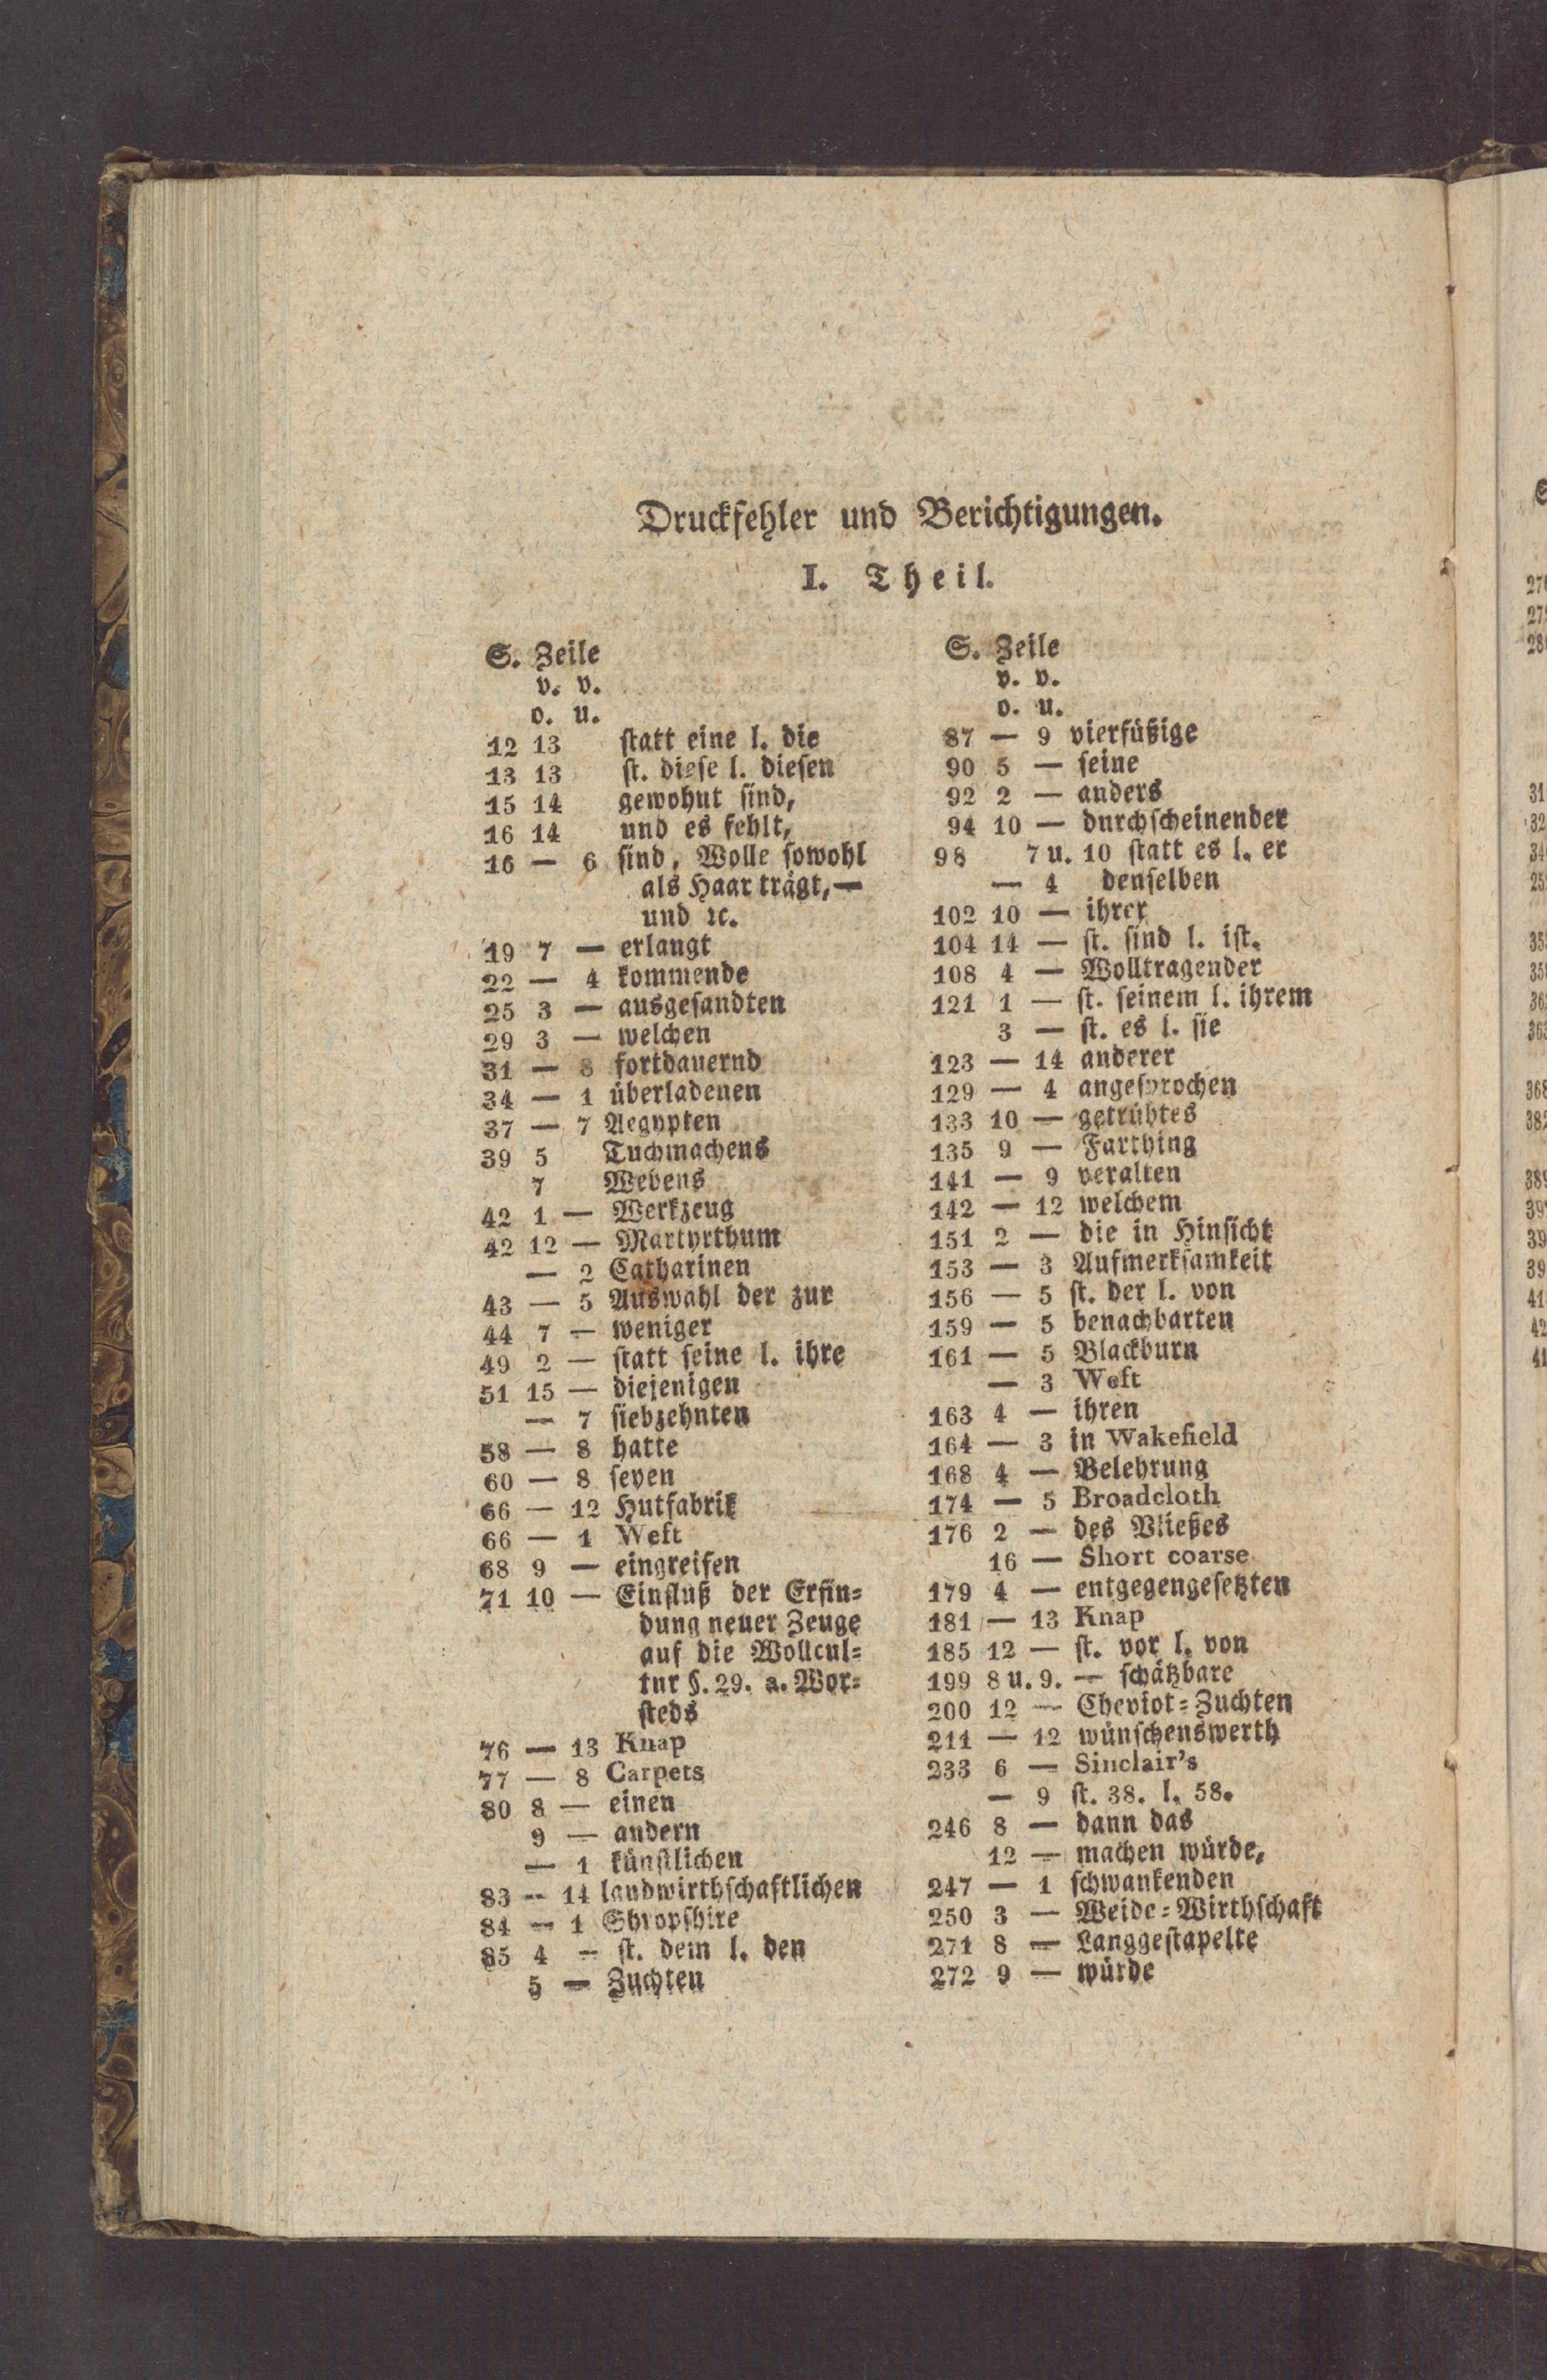 Druckfehler und Berichtigungen.
I. Theil.
S. Zeile
v. v.
o. u.
12 13 statt eine l. die
13 13 st. diese l. diesen
15 14 gewohnt sind,
16 14 und es fehlt,
16 — 6 sind, Wolle sowohl
als Haar trägt, —
und ꝛc.
19 7 — erlangt
22 — 4 kommende
25 3 — ausgesandten
29 3 — welchen
31 — 8 fortdauernd
34 — 1 überladenen
37 — 7 Aegypten
39 5 Tuchmachens
7 Webens
42 1 — Werkzeug
42 12 — Martyrthum
— 2 Catharinen
43 — 5 Auswahl der zur
44 7 — weniger
49 2 — statt seine l. ihre
51 15 — diejenigen
— 7 siebzehnten
58 — 8 hatte
60 — 8 seyen
66 — 12 Hutfabrik
66 — 1 Weft
68 9 — eingreifen
71 10 — Einfluß der Erfin-
dung neuer Zeuge
auf die Wollcul-
tur §. 29. a. Wor-
steds
76 — 13 Knap
77 — 8 Carpets
80 8 — einen
9 — andern
— 1 künstlichen
83 — 14 landwirthschaftlichen
84 — 1 Shropshire
85 4 — st. dem l. den
5 — Zuchten
S. Zeile
v. v.
o. u.
87 — 9 vierfüßige
90 5 — seine
92 2 — anders
94 10 — durchscheinender
98 7 u. 10 statt es l. er
— 4 denselben
102 10 — ihrer
104 14 — st. sind l. ist.
108 4 — Wolltragender
121 1 — st. seinem l. ihrem
3 — st. es l. sie
123 — 14 anderer
129 — 4 angesprochen
133 10 — getrübtes
135 9 — Farthing
141 — 9 veralten
142 — 12 welchem
151 2 — die in Hinsicht
153 — 3 Aufmerksamkeit
156 — 5 st. der l. von
159 — 5 benachbarten
161 — 5 Blackburn
— 3 Weft
163 4 — ihren
164 — 3 in Wakefield
168 4 — Belehrung
174 — 5 Broadcloth
176 2 — des Vließes
16 — Short coarse
179 4 — entgegengesetzten
181 — 13 Knap
185 12 — st. vor l. von
199 8 u. 9. — schätzbare
200 12 — Cheviot-Zuchten
211 — 12 wünschenswerth
233 6 — Sinclair's
— 9 st. 38. l. 58.
246 8 — dann das
12 — machen würde,
247 — 1 schwankenden
250 3 — Weide-Wirthschaft
271 8 — Langgestapelte
272 9 — würde